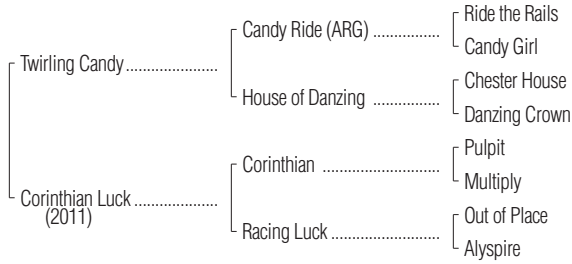 Ride the Rails
Candy Ride (ARG) ................
Candy Girl
Twirling Candy ......................
Chester House
House of Danzing ................
Danzing Crown
Pulpit
Corinthian ............................
Multiply
Corinthian Luck ....................
(2011)
Out of Place
Racing Luck ........................
Alyspire